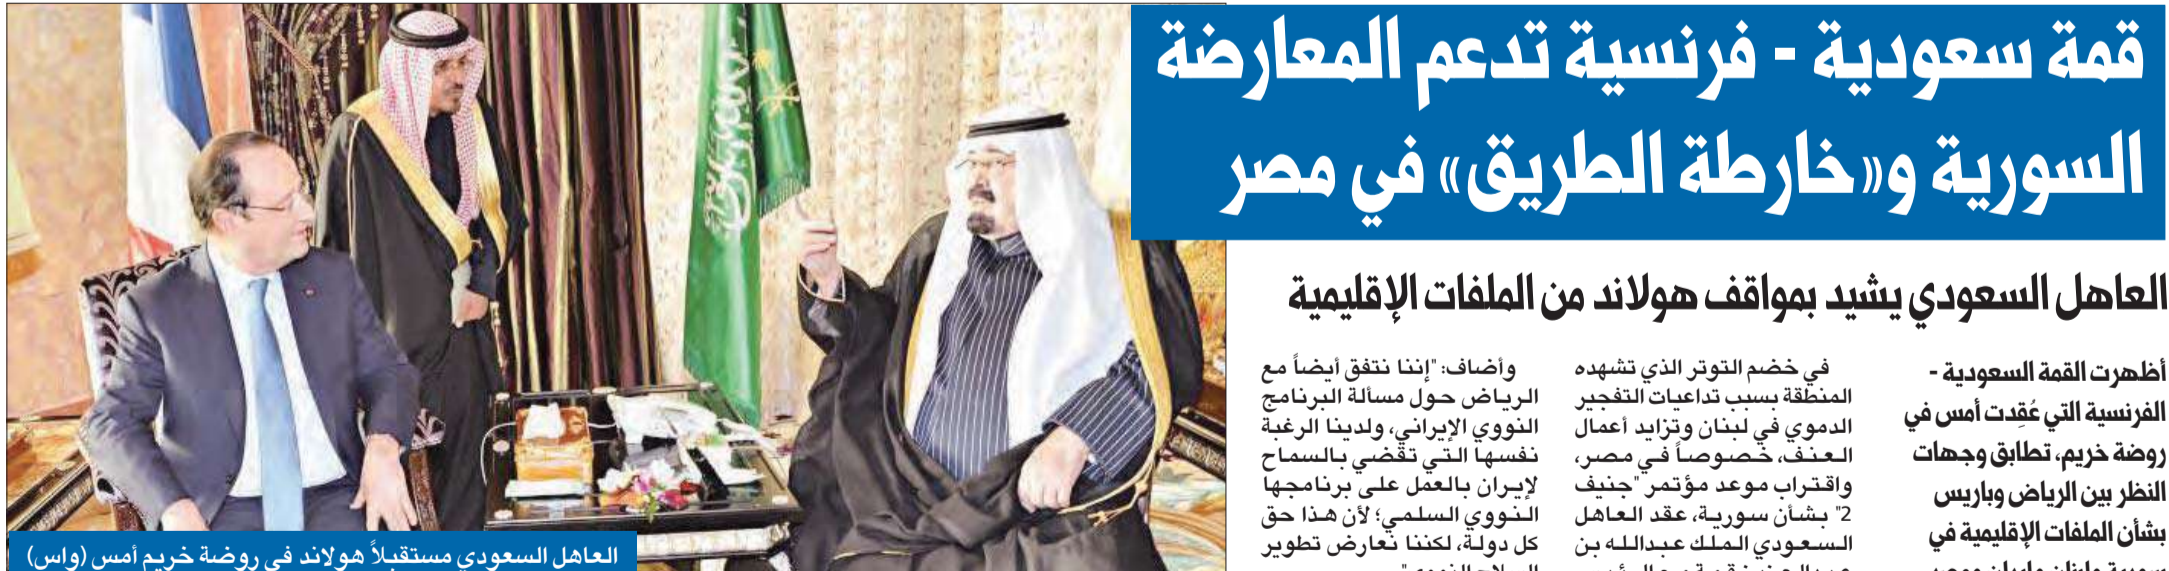 قمة سعودية - فرنسية تدعم المعارضة
السورية و«خارطة الطريق» في مصر
العاهل السعودي يشيد بمواقف هولاند من الملفات الإقليمية
أظهرت القمة السعودية -
الفرنسية التي عُقِدت أمس في
روضة خريم، تطابق وجهات
النظر بين الرياض وباريس
بشأن الملفات الإقليمية في
سورية ولبنان وإيران ومصر
في خضم التوتر الذي تشهده
المنطقة بسبب تداعيات التفجير
الدموي في لبنان وتزايد أعمال
العنف، خصوصاً في مصر،
واقتراب موعد مؤتمر "جنيف
2" بشأن سورية، عقد العاهل
السعودي الملك عبدالله بن
وأضاف: "إننا نتفق أيضاً مع
الرياض حول مسألة البرنامج
النووي الإيراني، ولدينا الرغبة
نفسها التي تقضي بالسماح
لإيران بالعمل على برنامجها
النووي السلمي؛ لأن هذا حق
كل دولة، لكننا نعارض تطوير
العاهل السعودي مستقبلاً هولاند في روضة خريم أمس (واس)